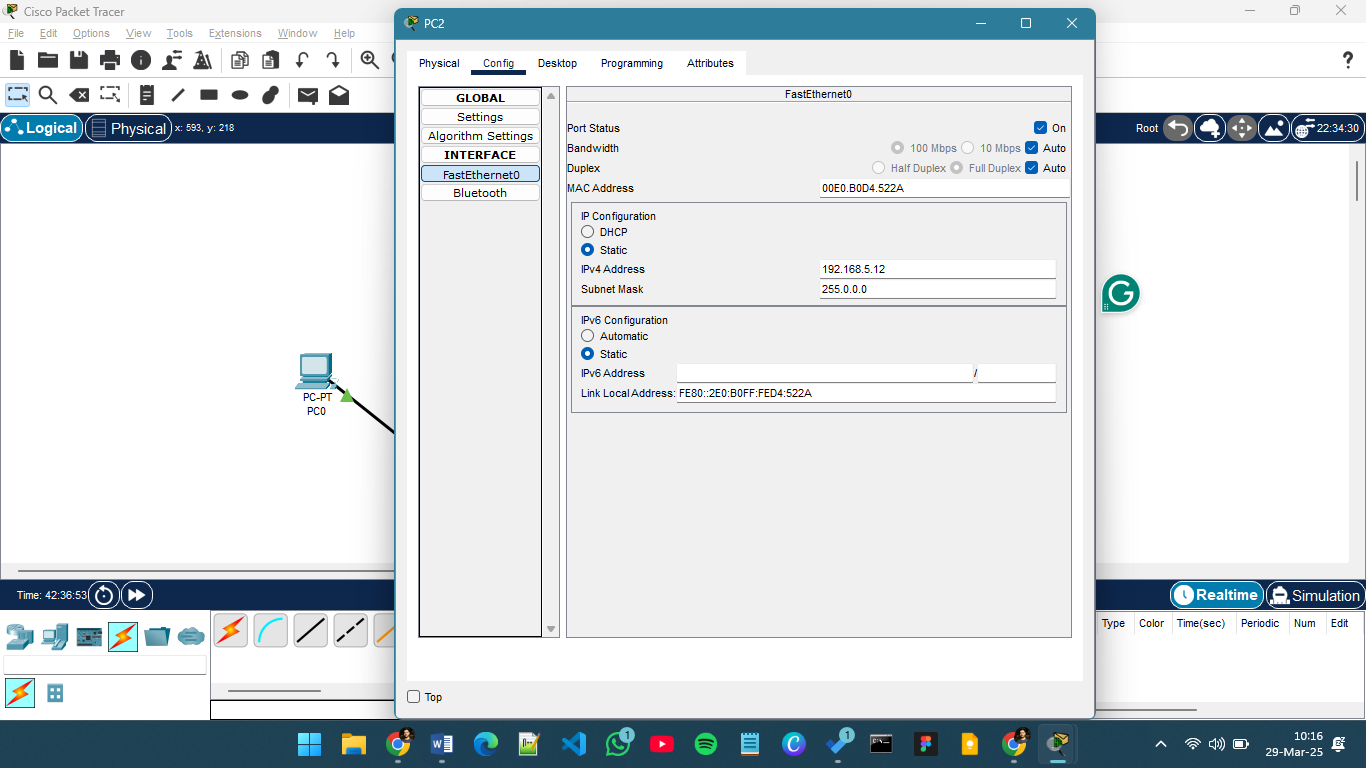 Cisco Packet Tracer
File Edit Options View Tools Extensions Window Help
Logical Physical x: 593, y: 218
Root 22:34:30
PC-PT
PC0
PC2
Physical Config Desktop Programming Attributes
GLOBAL
Settings
Algorithm Settings
INTERFACE
FastEthernet0
Bluetooth
FastEthernet0
Port Status On
Bandwidth 100 Mbps 10 Mbps Auto
Duplex Half Duplex Full Duplex Auto
MAC Address 00E0.B0D4.522A
IP Configuration
DHCP
Static
IPv4 Address 192.168.5.12
Subnet Mask 255.0.0.0
IPv6 Configuration
Automatic
Static
IPv6 Address /
Link Local Address: FE80::2E0:B0FF:FED4:522A
Top
Time: 42:36:53
Realtime Simulation
Type Color Time(sec) Periodic Num Edit
1
1
10:16
29-Mar-25